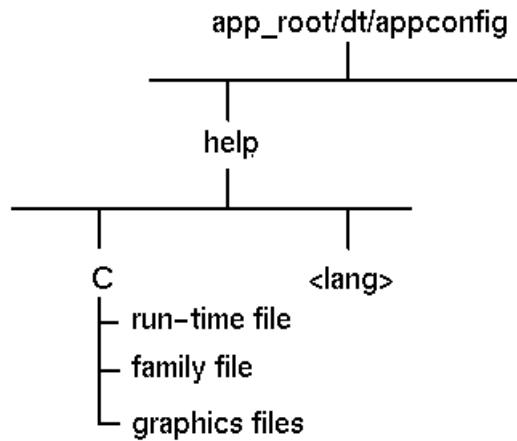 app_root/dt/appconfig
help
C
<lang>
run-time file
family file
graphics files